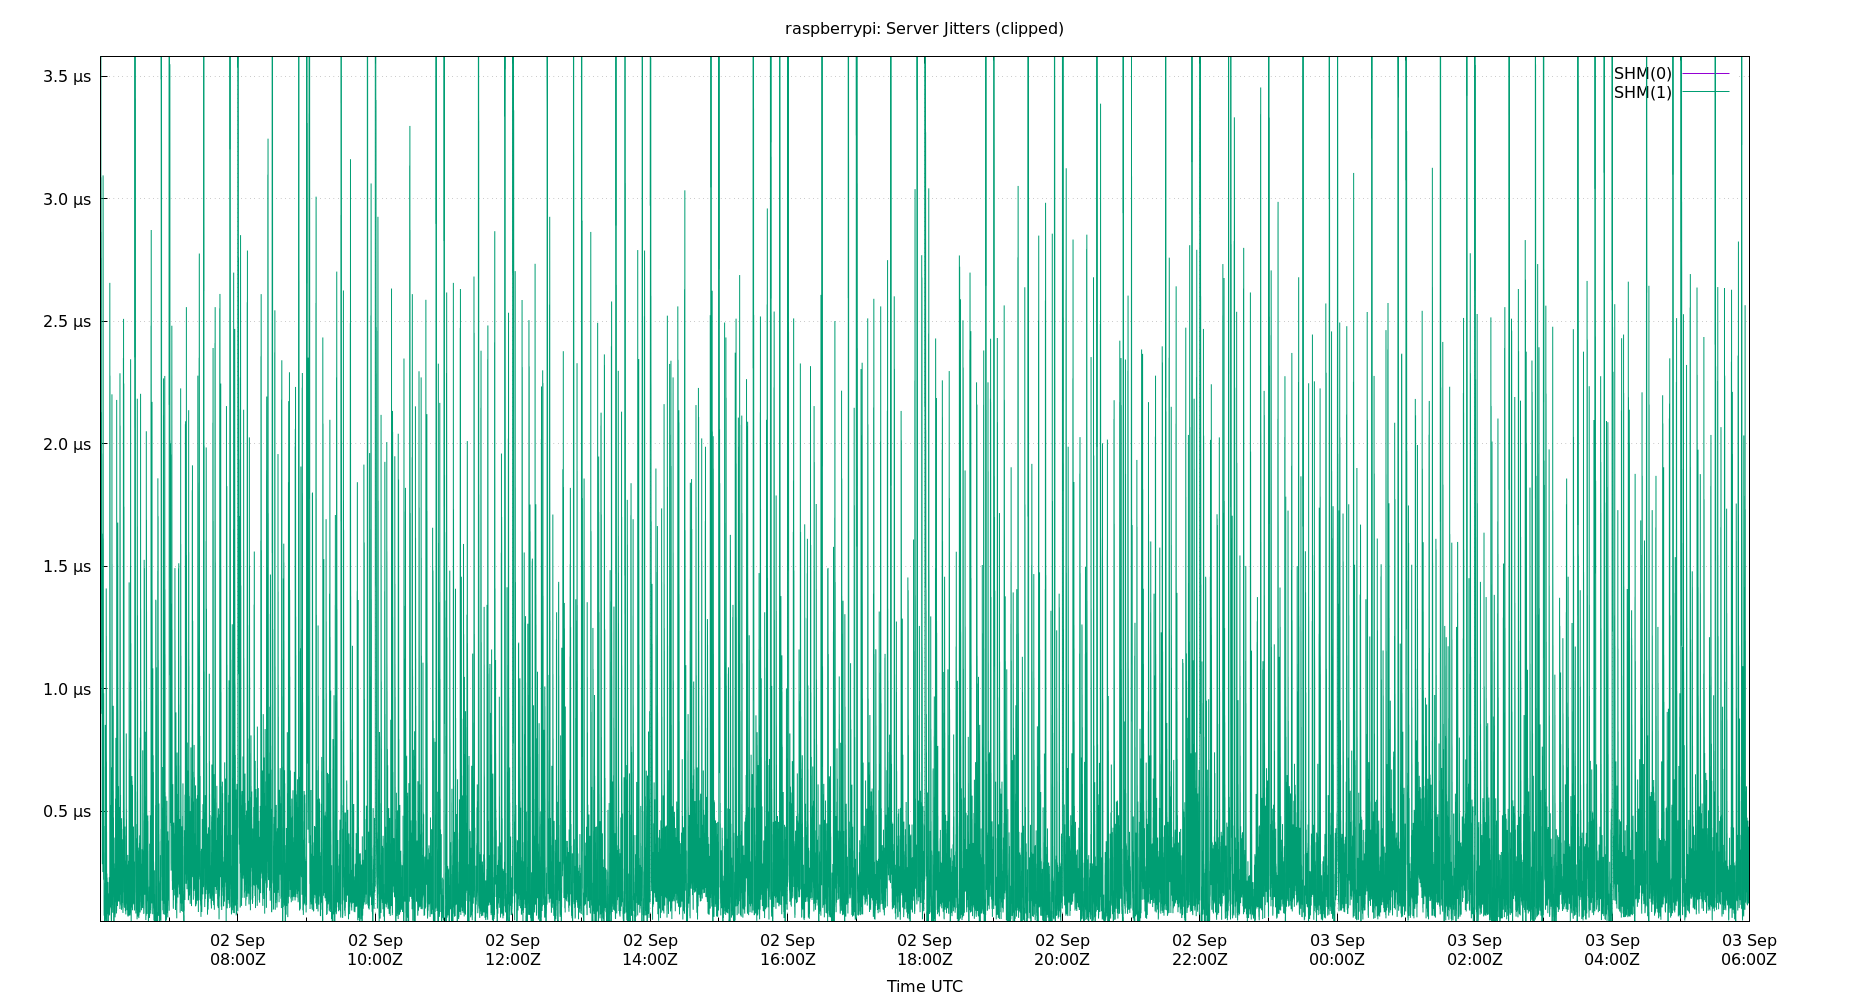 raspberrypi: Server Jitters (clipped)
SHM(0)
SHM(1)
3.5 µs
3.0 µs
2.5 µs
2.0 µs
1.5 µs
1.0 µs
0.5 µs
02 Sep 02 Sep 02 Sep 02 Sep 02 Sep 02 Sep 02 Sep 02 Sep 03 Sep 03 Sep 03 Sep 03 Sep
08:00Z 10:00Z 12:00Z 14:00Z 16:00Z 18:00Z 20:00Z 22:00Z 00:00Z 02:00Z 04:00Z 06:00Z
Time UTC